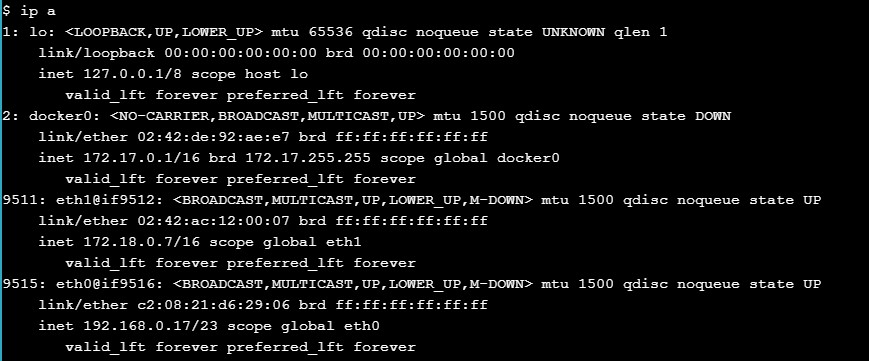 $ ip a
1: lo: <LOOPBACK,UP,LOWER_UP> mtu 65536 qdisc noqueue state UNKNOWN qlen 1
    link/loopback 00:00:00:00:00:00 brd 00:00:00:00:00:00
    inet 127.0.0.1/8 scope host lo
       valid_lft forever preferred_lft forever
2: docker0: <NO-CARRIER,BROADCAST,MULTICAST,UP> mtu 1500 qdisc noqueue state DOWN
    link/ether 02:42:de:92:ae:e7 brd ff:ff:ff:ff:ff:ff
    inet 172.17.0.1/16 brd 172.17.255.255 scope global docker0
       valid_lft forever preferred_lft forever
9511: eth1@if9512: <BROADCAST,MULTICAST,UP,LOWER_UP,M-DOWN> mtu 1500 qdisc noqueue state UP
    link/ether 02:42:ac:12:00:07 brd ff:ff:ff:ff:ff:ff
    inet 172.18.0.7/16 scope global eth1
       valid_lft forever preferred_lft forever
9515: eth0@if9516: <BROADCAST,MULTICAST,UP,LOWER_UP,M-DOWN> mtu 1500 qdisc noqueue state UP
    link/ether c2:08:21:d6:29:06 brd ff:ff:ff:ff:ff:ff
    inet 192.168.0.17/23 scope global eth0
       valid_lft forever preferred_lft forever